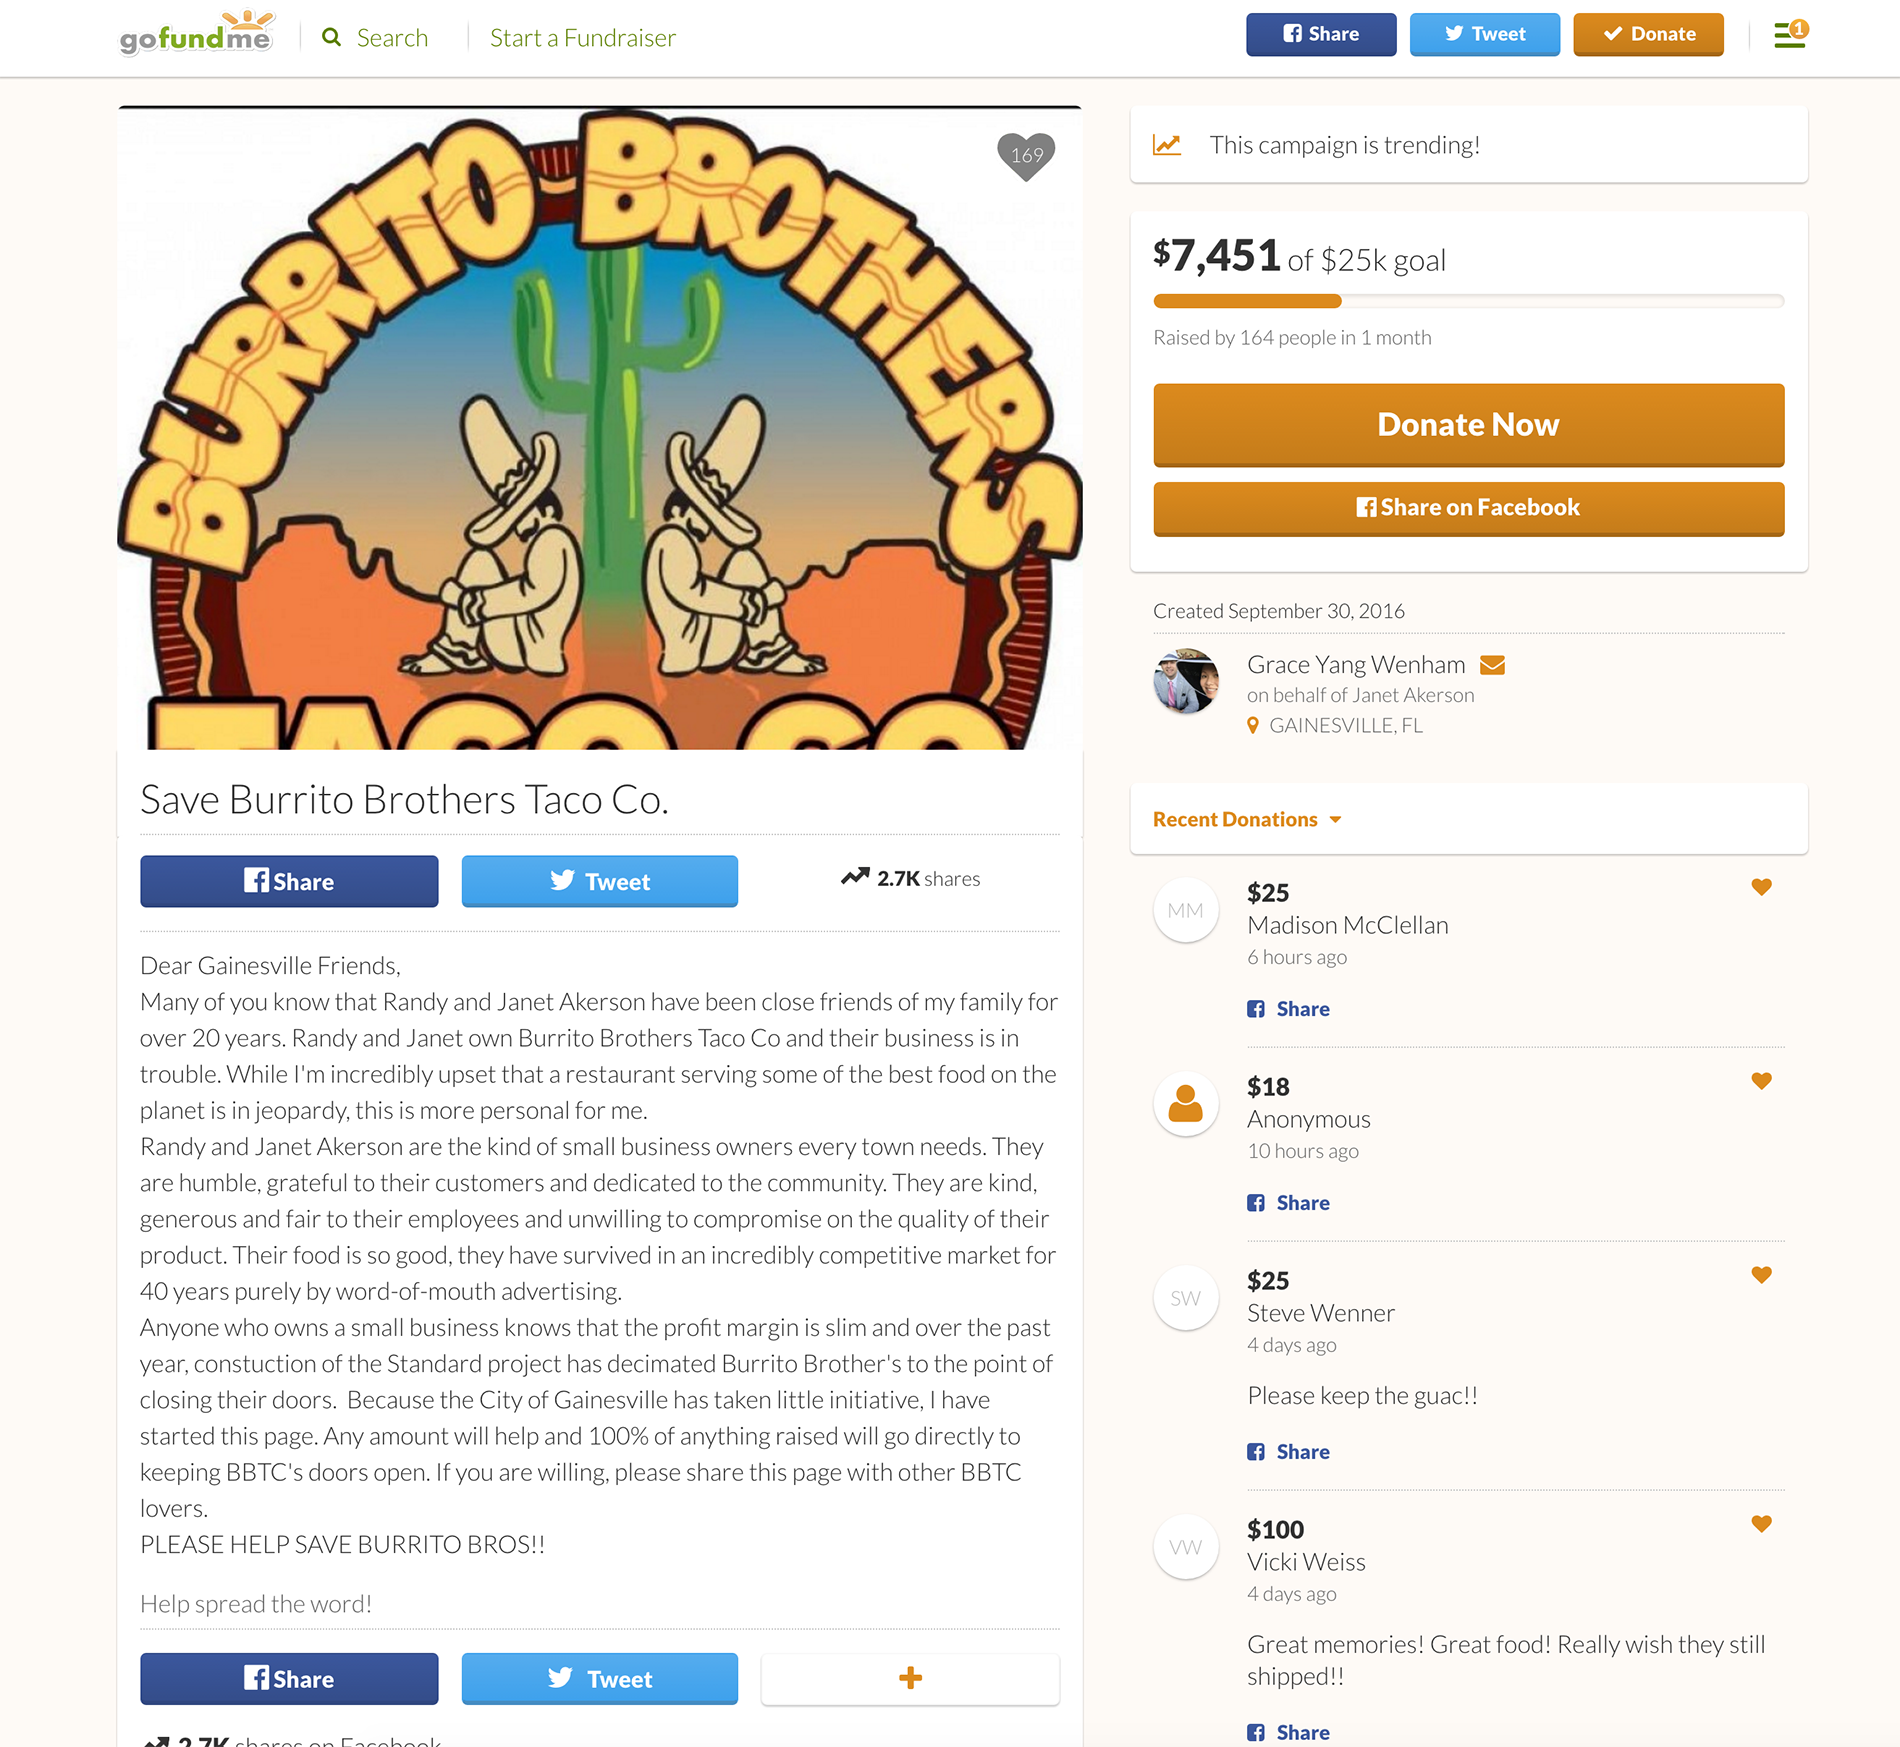 gofundme
Search
Start a Fundraiser
Share
Tweet
Donate
1
BURRITO-BROTHERS
TACO CO
169
Save Burrito Brothers Taco Co.
Share
Tweet
2.7K shares
Dear Gainesville Friends,
Many of you know that Randy and Janet Akerson have been close friends of my family for
over 20 years. Randy and Janet own Burrito Brothers Taco Co and their business is in
trouble. While I'm incredibly upset that a restaurant serving some of the best food on the
planet is in jeopardy, this is more personal for me.
Randy and Janet Akerson are the kind of small business owners every town needs. They
are humble, grateful to their customers and dedicated to the community. They are kind,
generous and fair to their employees and unwilling to compromise on the quality of their
product. Their food is so good, they have survived in an incredibly competitive market for
40 years purely by word-of-mouth advertising.
Anyone who owns a small business knows that the profit margin is slim and over the past
year, constuction of the Standard project has decimated Burrito Brother's to the point of
closing their doors.  Because the City of Gainesville has taken little initiative, I have
started this page. Any amount will help and 100% of anything raised will go directly to
keeping BBTC's doors open. If you are willing, please share this page with other BBTC
lovers.
PLEASE HELP SAVE BURRITO BROS!!
Help spread the word!
Share
Tweet
2.7K shares on Facebook
This campaign is trending!
$7,451 of $25k goal
Raised by 164 people in 1 month
Donate Now
Share on Facebook
Created September 30, 2016
Grace Yang Wenham
on behalf of Janet Akerson
GAINESVILLE, FL
Recent Donations
MM
$25
Madison McClellan
6 hours ago
Share
$18
Anonymous
10 hours ago
Share
SW
$25
Steve Wenner
4 days ago
Please keep the guac!!
Share
VW
$100
Vicki Weiss
4 days ago
Great memories! Great food! Really wish they still
shipped!!
Share